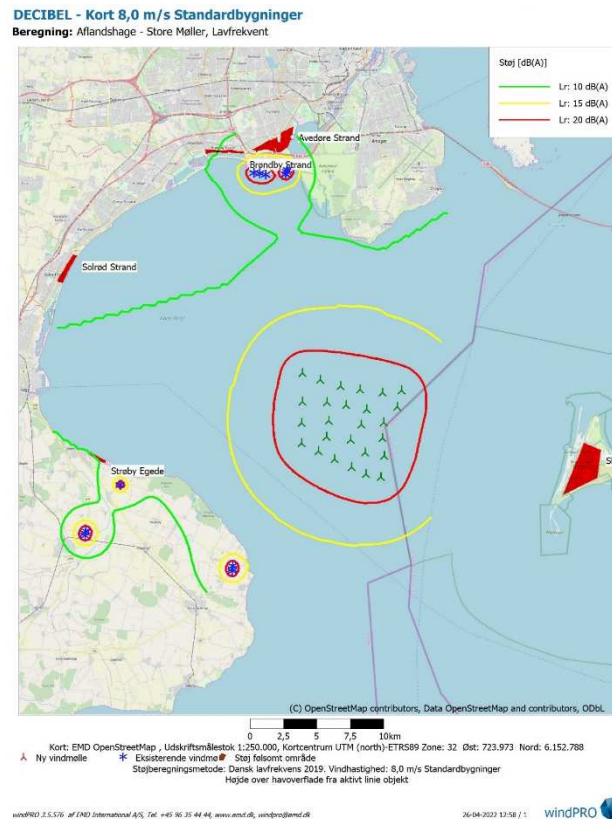 DECIBEL - Kort 8,0 m/s Standardbygninger
Beregning: Aflandshage - Store Møller, Lavfrekvent
Støj [dB(A)]
Lr: 10 dB(A)
Lr: 15 dB(A)
Lr: 20 dB(A)
Avedøre Strand
Brøndby Strand
Solrød Strand
Strøby Egede
(C) OpenStreetMap contributors, Data OpenStreetMap and contributors, ODbL
0 2,5 5 7,5 10km
Kort: EMD OpenStreetMap , Udskriftsmålestok 1:250.000, Kortcentrum UTM (north)-ETRS89 Zone: 32 Øst: 723.973 Nord: 6.152.788
Ny vindmølle Eksisterende vindmø Støj følsomt område
Støjberegningsmetode: Dansk lavfrekvens 2019. Vindhastighed: 8,0 m/s Standardbygninger
Højde over havoverflade fra aktivt linie objekt
windPRO 3.5.576 af EMD International A/S, Tel. +45 96 35 44 44, www.emd.dk, windpro@emd.dk
26-04-2022 12:58 / 1
windPRO